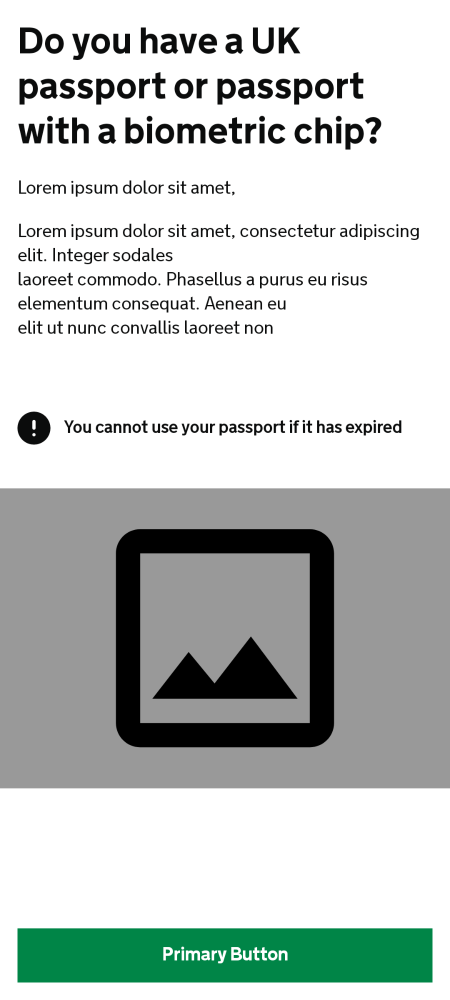 Do you have a UK
passport or passport
with a biometric chip?
Lorem ipsum dolor sit amet,
Lorem ipsum dolor sit amet, consectetur adipiscing
elit. Integer sodales
laoreet commodo. Phasellus a purus eu risus
elementum consequat. Aenean eu
elit ut nunc convallis laoreet non
You cannot use your passport if it has expired
Primary Button